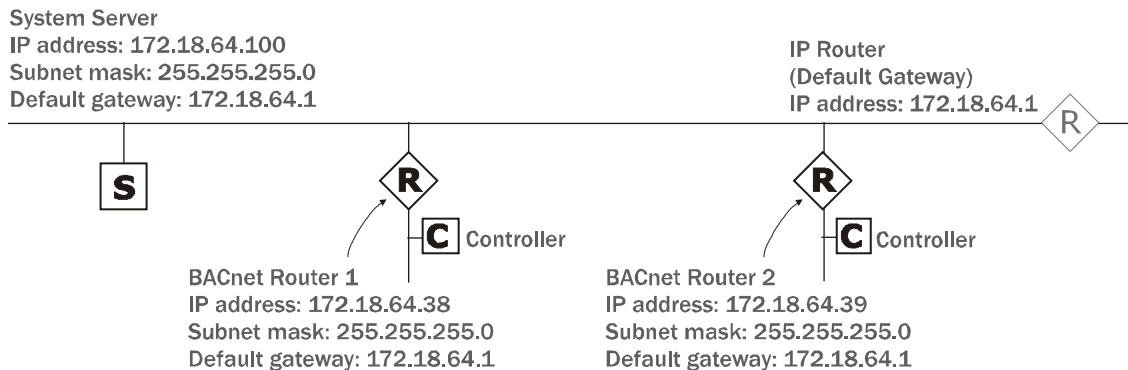 System Server
IP address: 172.18.64.100
Subnet mask: 255.255.255.0
Default gateway: 172.18.64.1
IP Router
(Default Gateway)
IP address: 172.18.64.1
R
S
R
R
C Controller
C Controller
BACnet Router 1
IP address: 172.18.64.38
Subnet mask: 255.255.255.0
Default gateway: 172.18.64.1
BACnet Router 2
IP address: 172.18.64.39
Subnet mask: 255.255.255.0
Default gateway: 172.18.64.1